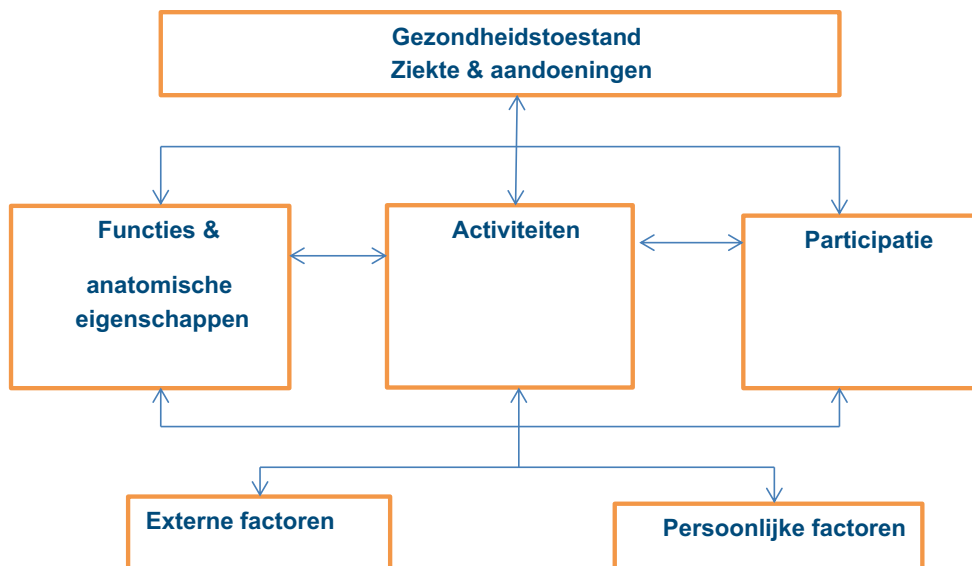 Gezondheidstoestand
Ziekte & aandoeningen
Functies &
anatomische
eigenschappen
Activiteiten
Participatie
Externe factoren
Persoonlijke factoren